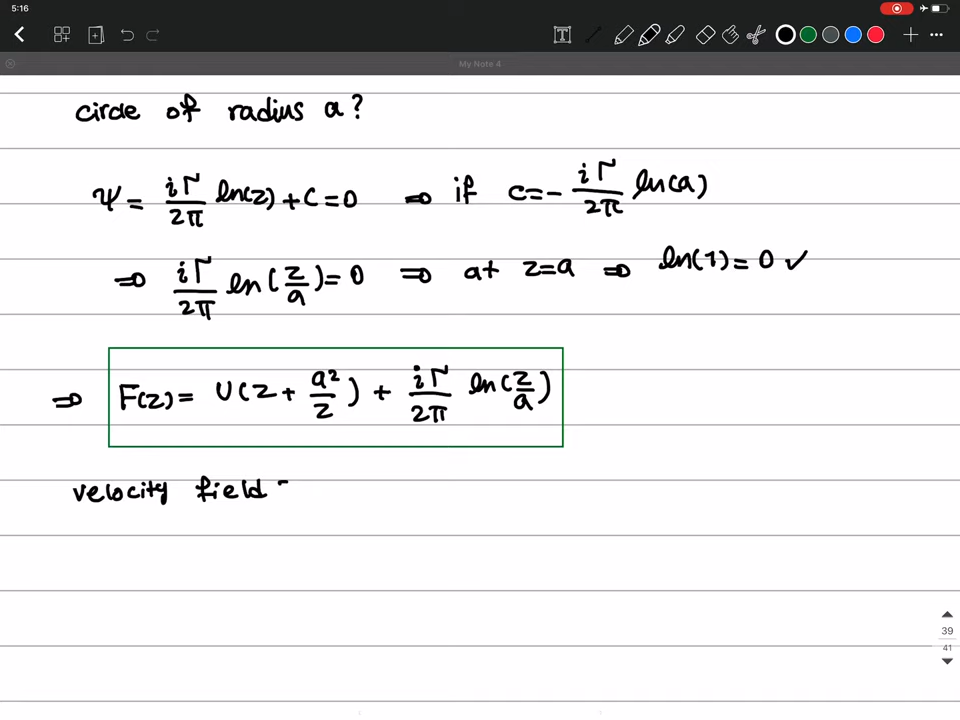 5:16
My Note 4
circle of radius a?
ψ = iΓ/2π ln(z) + C = 0 ⇒ if C = - iΓ/2π ln(a)
⇒ iΓ/2π ln(z/a) = 0 ⇒ at z=a ⇒ ln(1) = 0 ✓
⇒ F(z) = U(z + a²/z) + iΓ/2π ln(z/a)
velocity field -
39
41